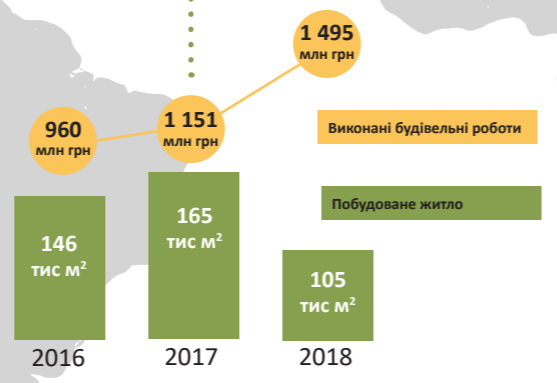 1 495
млн грн
960
млн грн
1 151
млн грн
Виконані будівельні роботи
Побудоване житло
146
тис м²
165
тис м²
105
тис м²
2016
2017
2018